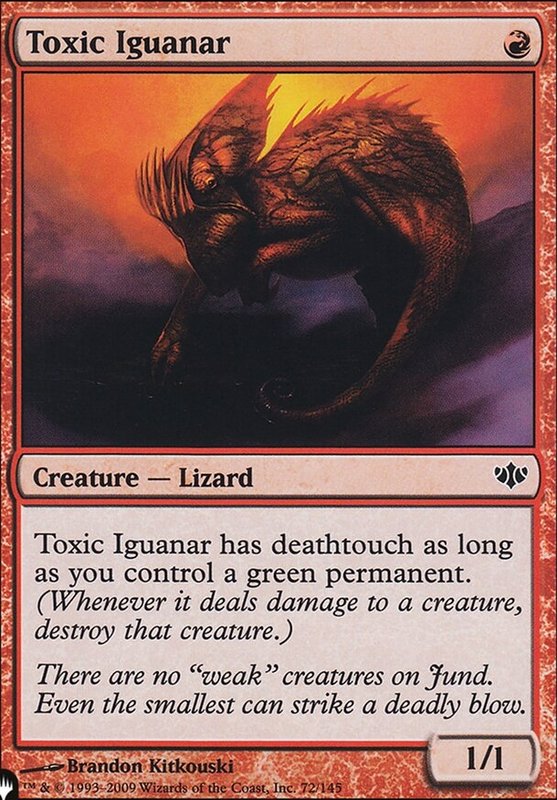 Toxic Iguanar
Creature — Lizard
Toxic Iguanar has deathtouch as long
as you control a green permanent.
(Whenever it deals damage to a creature,
destroy that creature.)
There are no “weak” creatures on Jund.
Even the smallest can strike a deadly blow.
1/1
Brandon Kitkouski
™ & © 1993–2009 Wizards of the Coast, Inc. 72/145